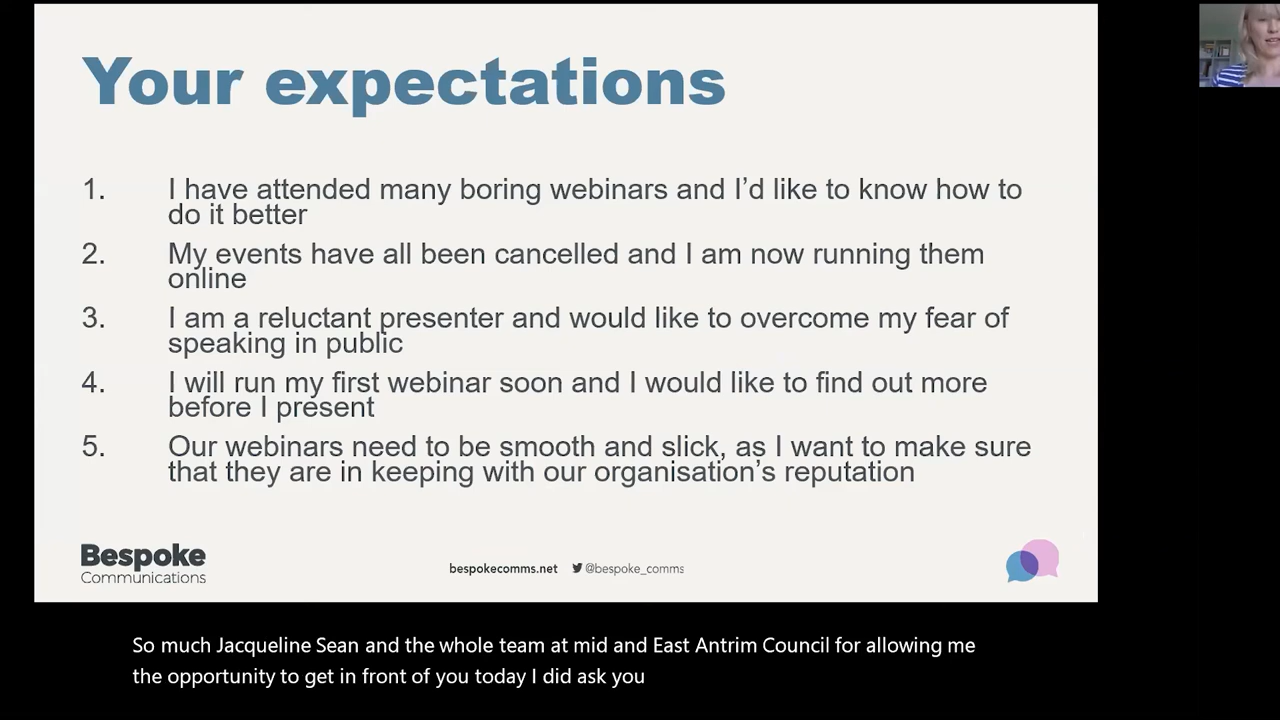 Your expectations
1. I have attended many boring webinars and I'd like to know how to
do it better
2. My events have all been cancelled and I am now running them
online
3. I am a reluctant presenter and would like to overcome my fear of
speaking in public
4. I will run my first webinar soon and I would like to find out more
before I present
5. Our webinars need to be smooth and slick, as I want to make sure
that they are in keeping with our organisation's reputation
Bespoke
Communications
bespokecomms.net @bespoke_comms
So much Jacqueline Sean and the whole team at mid and East Antrim Council for allowing me
the opportunity to get in front of you today I did ask you